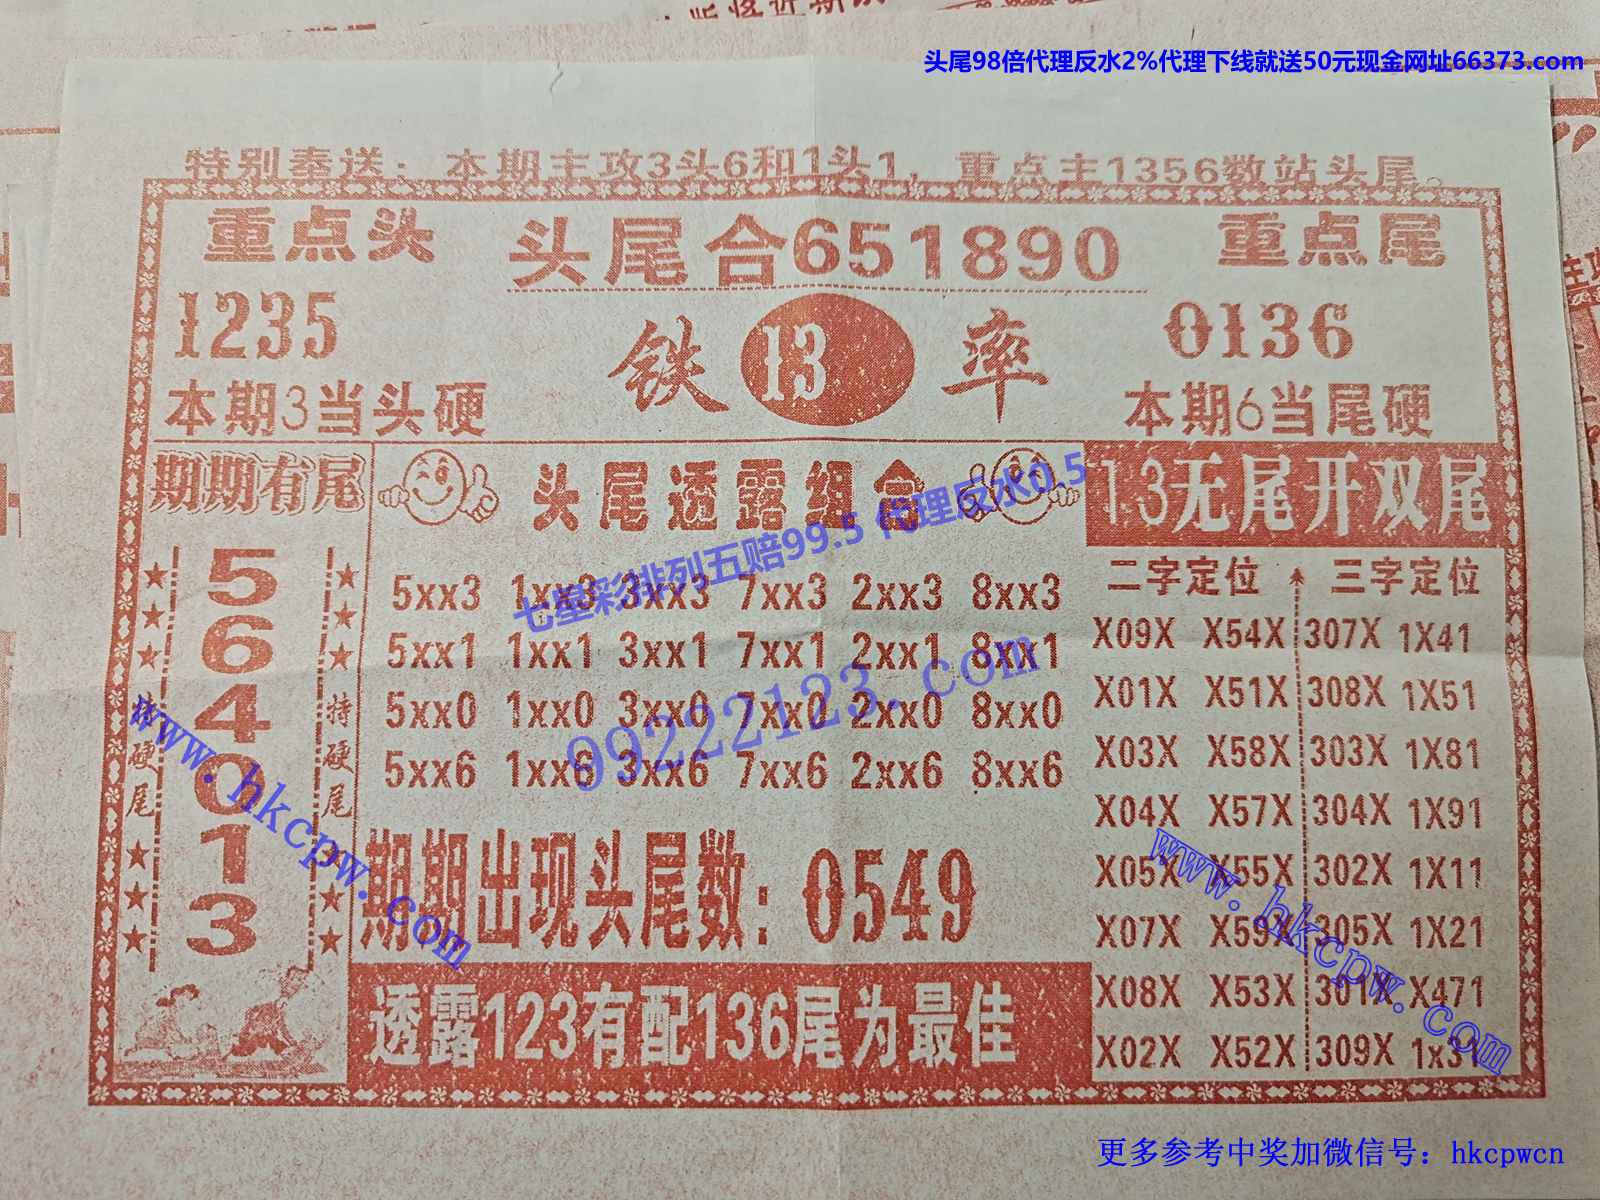 头尾98倍代理反水2%代理下线就送50元现金网址66373.com
特别奉送：本期主攻3头6和1头1，重点主1356数站头尾。
重点头
头尾合651890
重点尾
1235
铁13率
0136
本期3当头硬
本期6当尾硬
期期有尾
头尾透露组合
13无尾开双尾
七星彩排列五赔99.5 代理反水0.5
99222123.com
5
6
4
0
1
3
特硬尾
特硬尾
5xx3 1xx3 3xx3 7xx3 2xx3 8xx3
5xx1 1xx1 3xx1 7xx1 2xx1 8xx1
5xx0 1xx0 3xx0 7xx0 2xx0 8xx0
5xx6 1xx6 3xx6 7xx6 2xx6 8xx6
期期出现头尾数：0549
透露123有配136尾为最佳
二字定位 三字定位
X09X X54X 307X 1X41
X01X X51X 308X 1X51
X03X X58X 303X 1X81
X04X X57X 304X 1X91
X05X X55X 302X 1X11
X07X X59X 305X 1X21
X08X X53X 301X X471
X02X X52X 309X 1x31
www.hkcpw.com
www.hkcpw.com
更多参考中奖加微信号：hkcpwcn